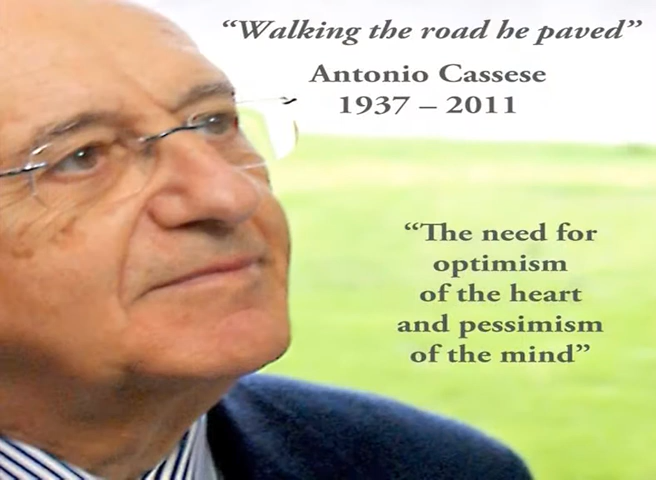 “Walking the road he paved”
Antonio Cassese
1937 – 2011
“The need for
optimism
of the heart
and pessimism
of the mind”